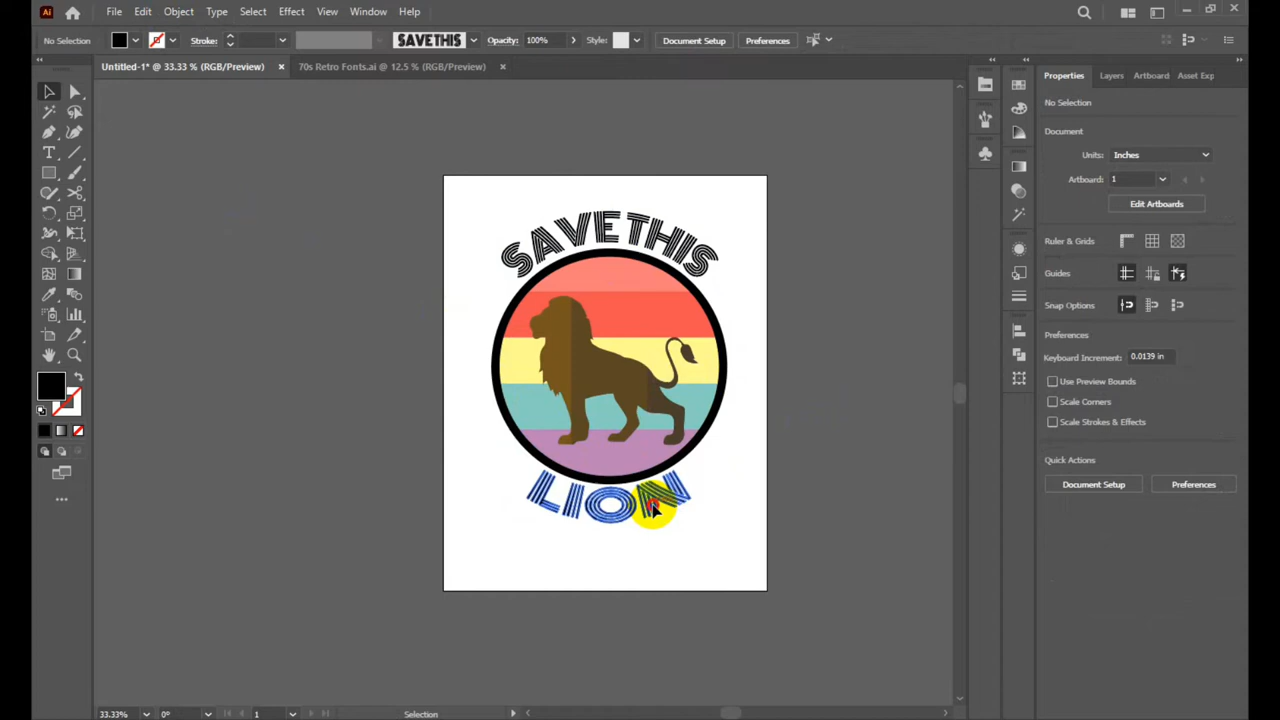 Ai File Edit Object Type Select Effect View Window Help
No Selection Stroke: SAVETHIS Opacity: 100% Style: Document Setup Preferences
Untitled-1* @ 33.33 % (RGB/Preview) × 70s Retro Fonts.ai @ 12.5 % (RGB/Preview) ×
Properties Layers Artboard Asset Exp
No Selection
Document
Units: Inches
Artboard: 1
Edit Artboards
Ruler & Grids
Guides
Snap Options
Preferences
Keyboard Increment: 0.0139 in
Use Preview Bounds
Scale Corners
Scale Strokes & Effects
Quick Actions
Document Setup Preferences
SAVETHIS
LION
33.33% 0° 1 Selection